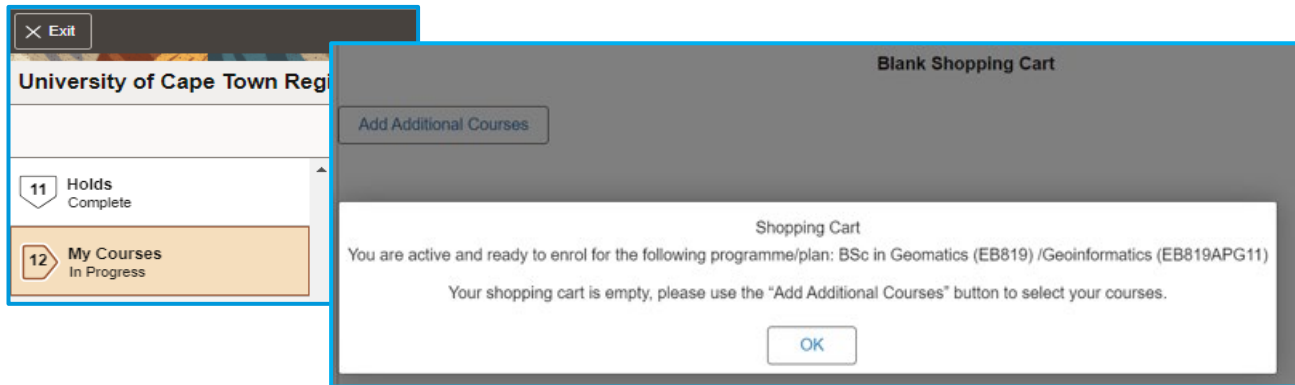 Exit
University of Cape Town Regi
11 Holds
Complete
12 My Courses
In Progress
Blank Shopping Cart
Add Additional Courses
Shopping Cart
You are active and ready to enrol for the following programme/plan: BSc in Geomatics (EB819) /Geoinformatics (EB819APG11)
Your shopping cart is empty, please use the “Add Additional Courses” button to select your courses.
OK